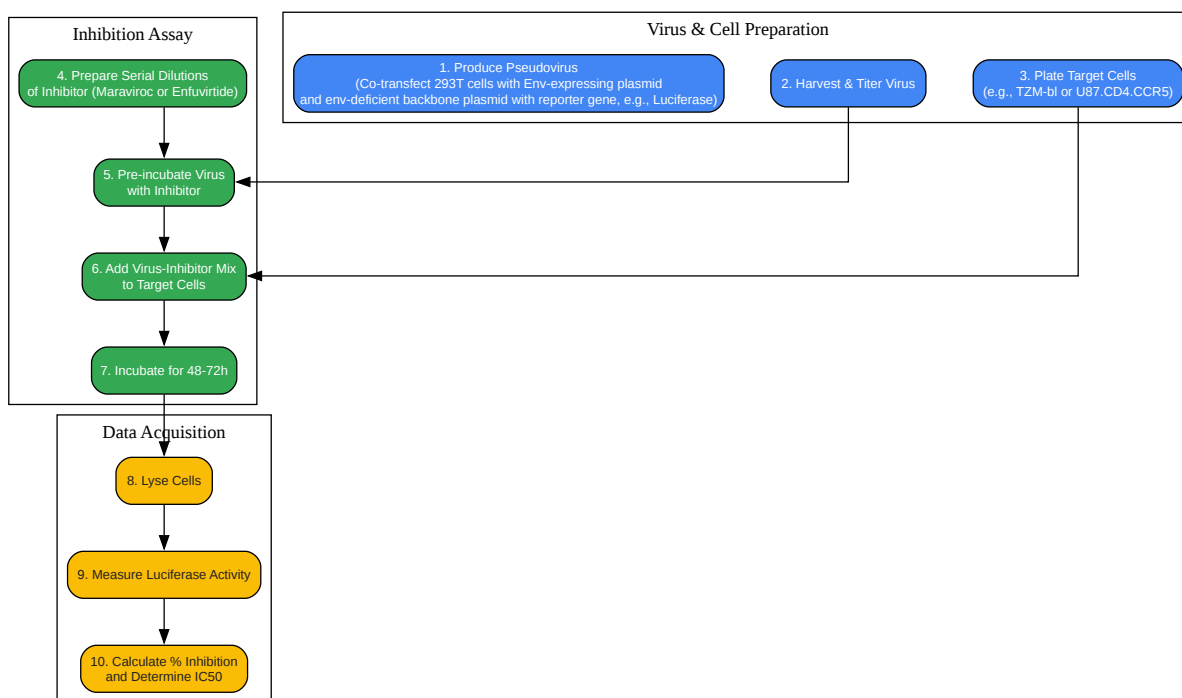 Virus & Cell Preparation
1. Produce Pseudovirus
(Co-transfect 293T cells with Env-expressing plasmid
and env-deficient backbone plasmid with reporter gene, e.g., Luciferase)
2. Harvest & Titer Virus
3. Plate Target Cells
(e.g., TZM-bl or U87.CD4.CCR5)
Inhibition Assay
4. Prepare Serial Dilutions
of Inhibitor (Maraviroc or Enfuvirtide)
5. Pre-incubate Virus
with Inhibitor
6. Add Virus-Inhibitor Mix
to Target Cells
7. Incubate for 48-72h
Data Acquisition
8. Lyse Cells
9. Measure Luciferase Activity
10. Calculate % Inhibition
and Determine IC50